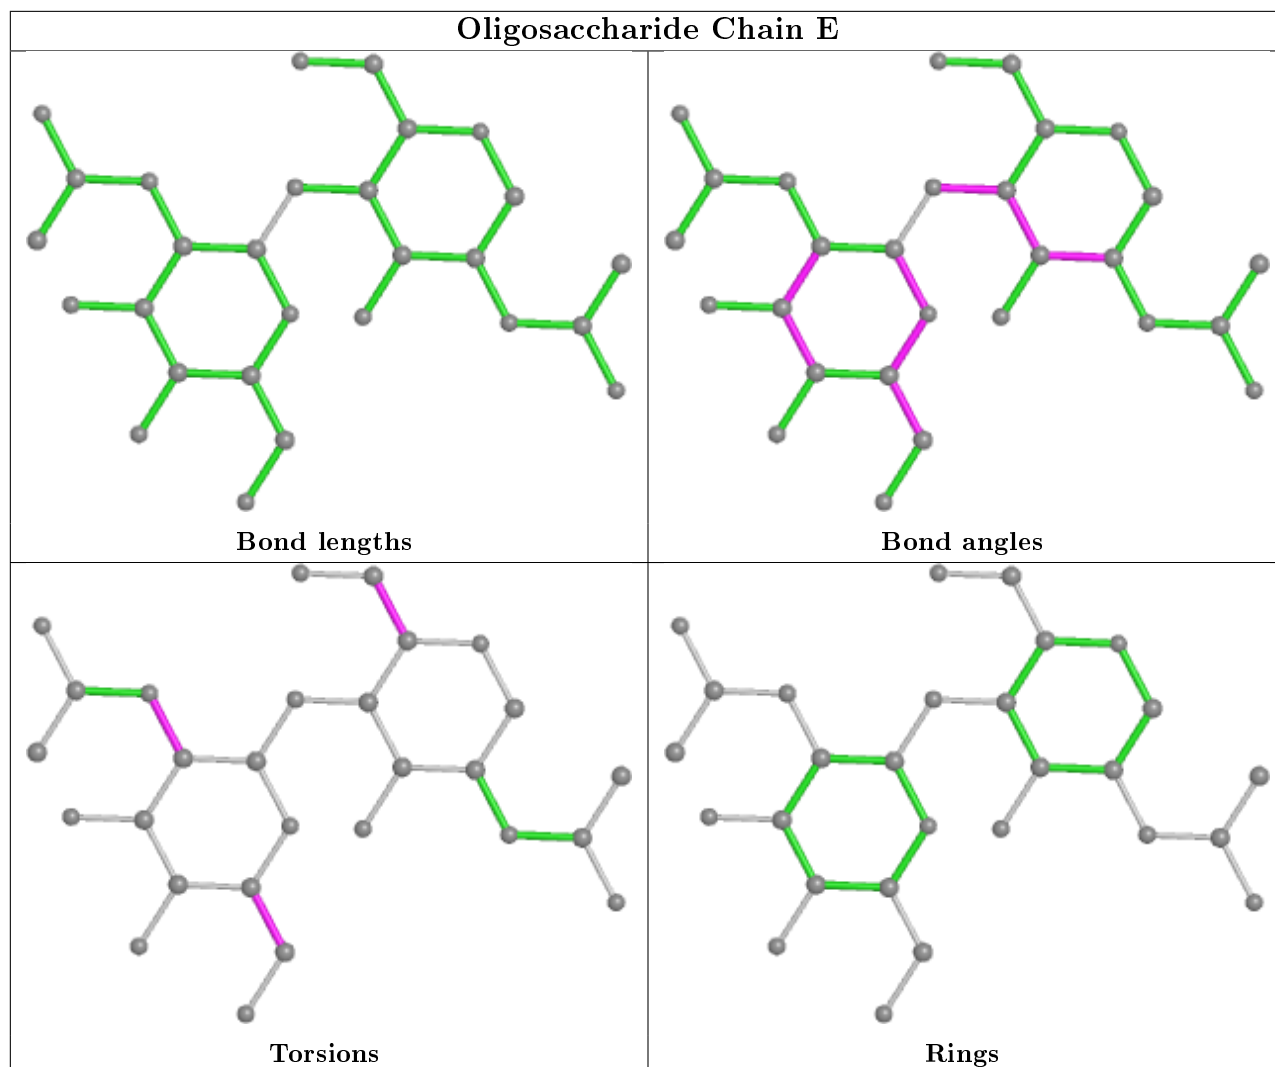 Oligosaccharide Chain E
Bond lengths
Bond angles
Torsions
Rings